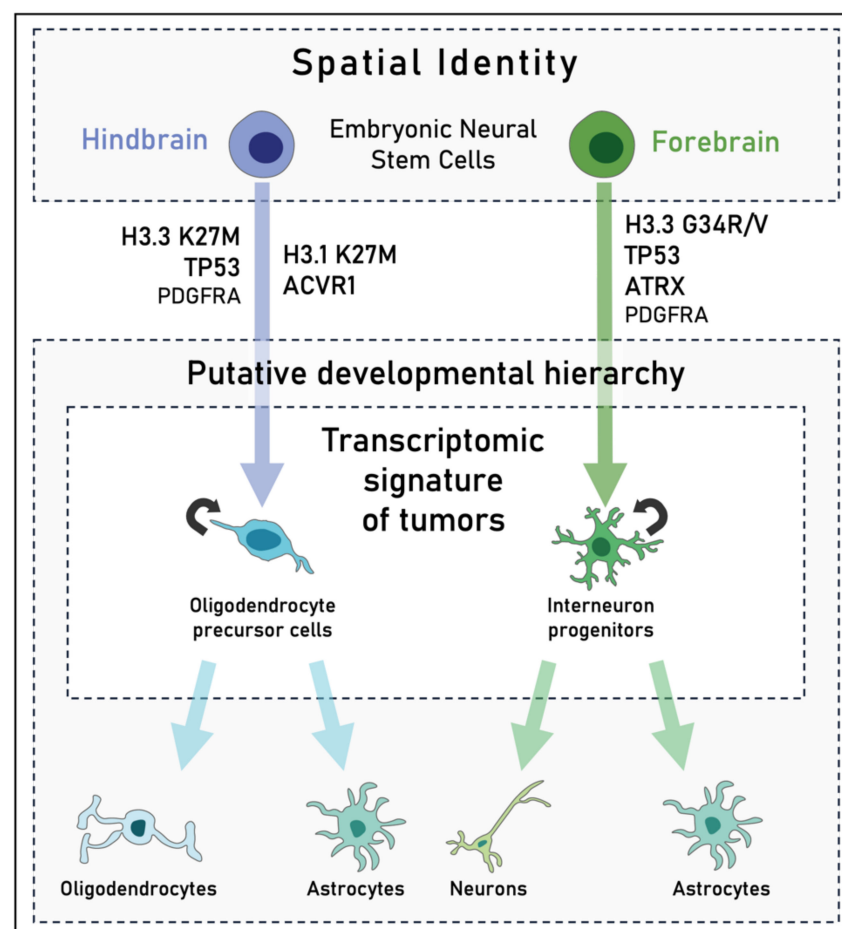 Spatial Identity
Hindbrain
Embryonic Neural
Stem Cells
Forebrain
H3.3 K27M
TP53
PDGFRA
H3.1 K27M
ACVR1
H3.3 G34R/V
TP53
ATRX
PDGFRA
Putative developmental hierarchy
Transcriptomic
signature
of tumors
Oligodendrocyte
precursor cells
Interneuron
progenitors
Oligodendrocytes
Astrocytes
Neurons
Astrocytes